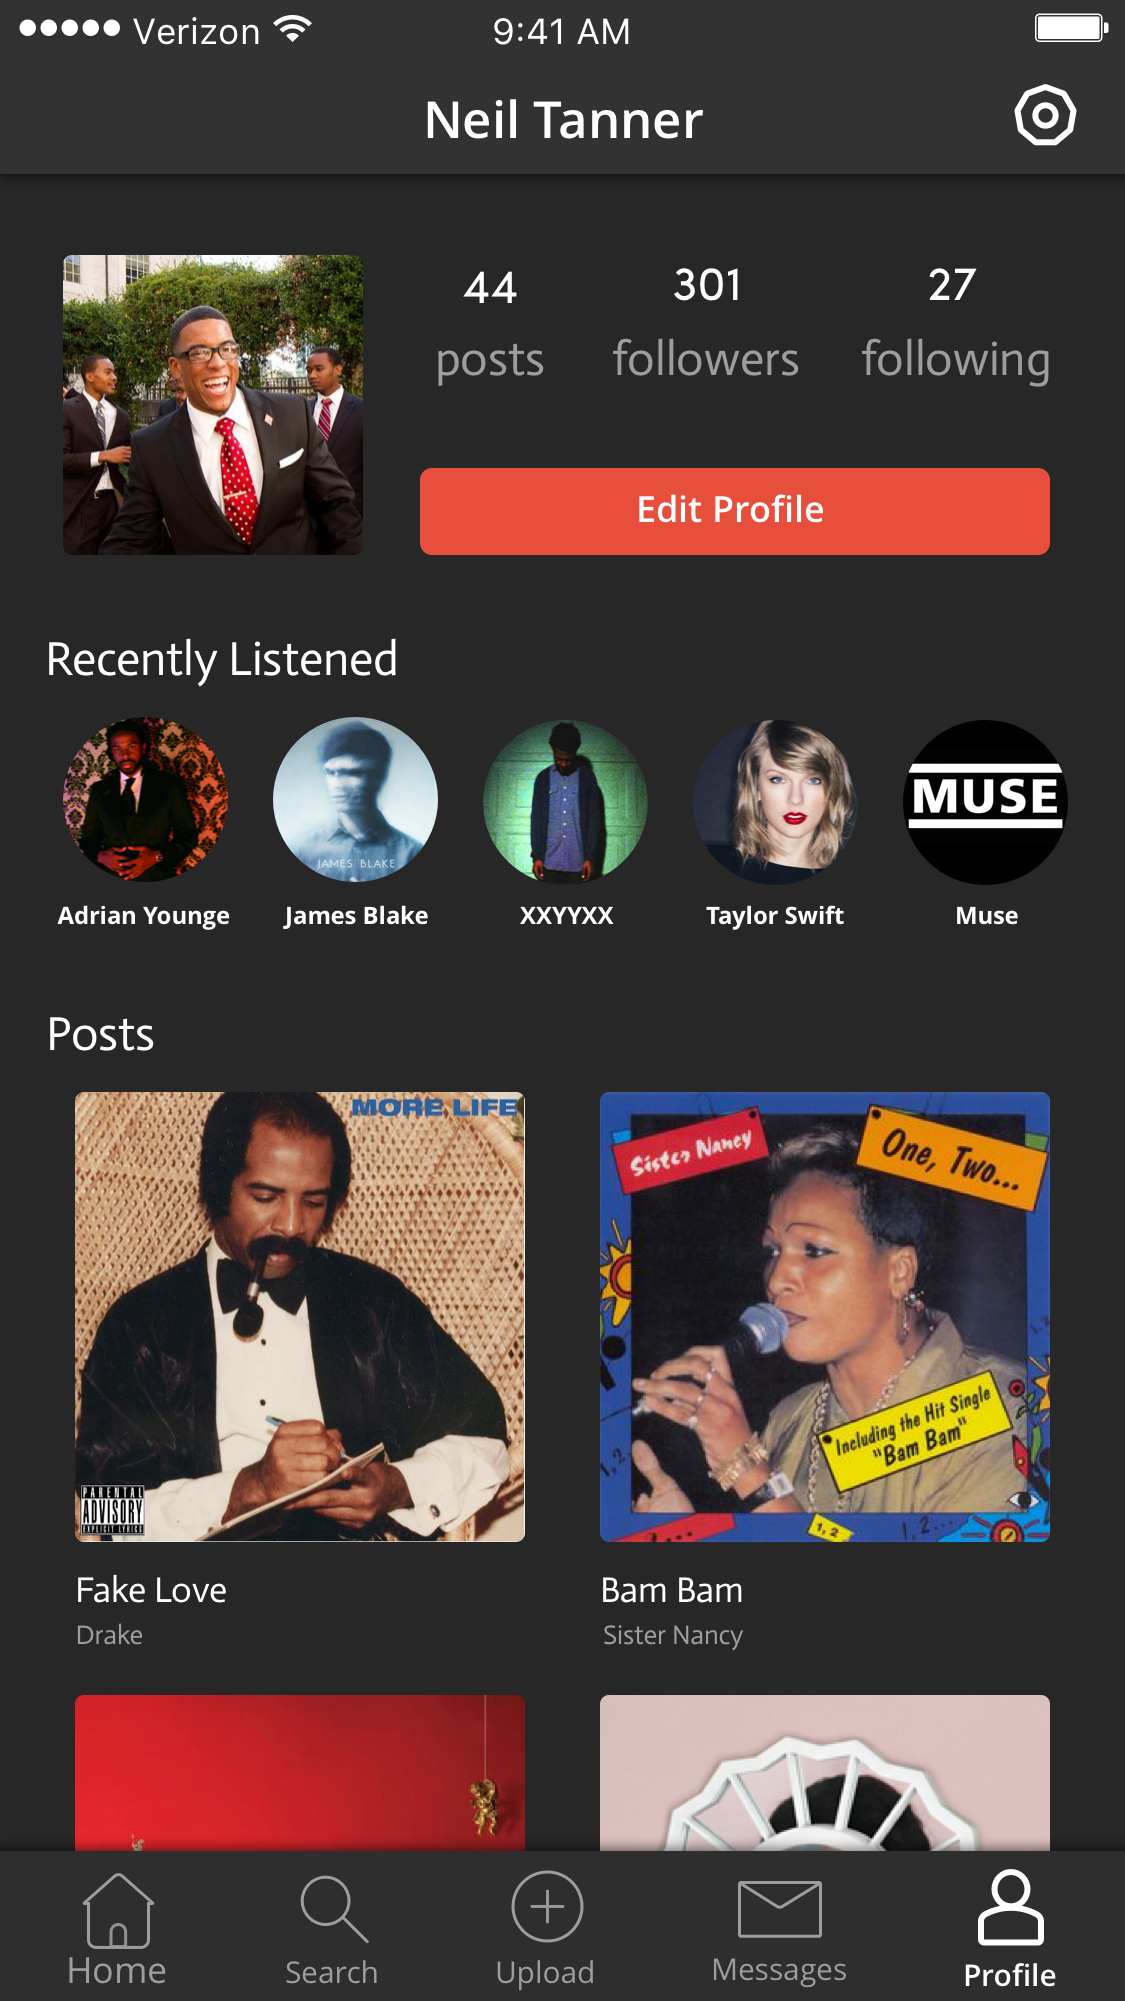 Verizon 9:41 AM
Neil Tanner
44 301 27
posts followers following
Edit Profile
Recently Listened
JAMES BLAKE
MUSE
Adrian Younge James Blake XXYYXX Taylor Swift Muse
Posts
MORE LIFE
PARENTAL
ADVISORY
EXPLICIT LYRICS
Sister Nancy
One, Two...
Including the Hit Single
"Bam Bam"
1, 2
1, 2...
Fake Love Bam Bam
Drake Sister Nancy
Home Search Upload Messages Profile